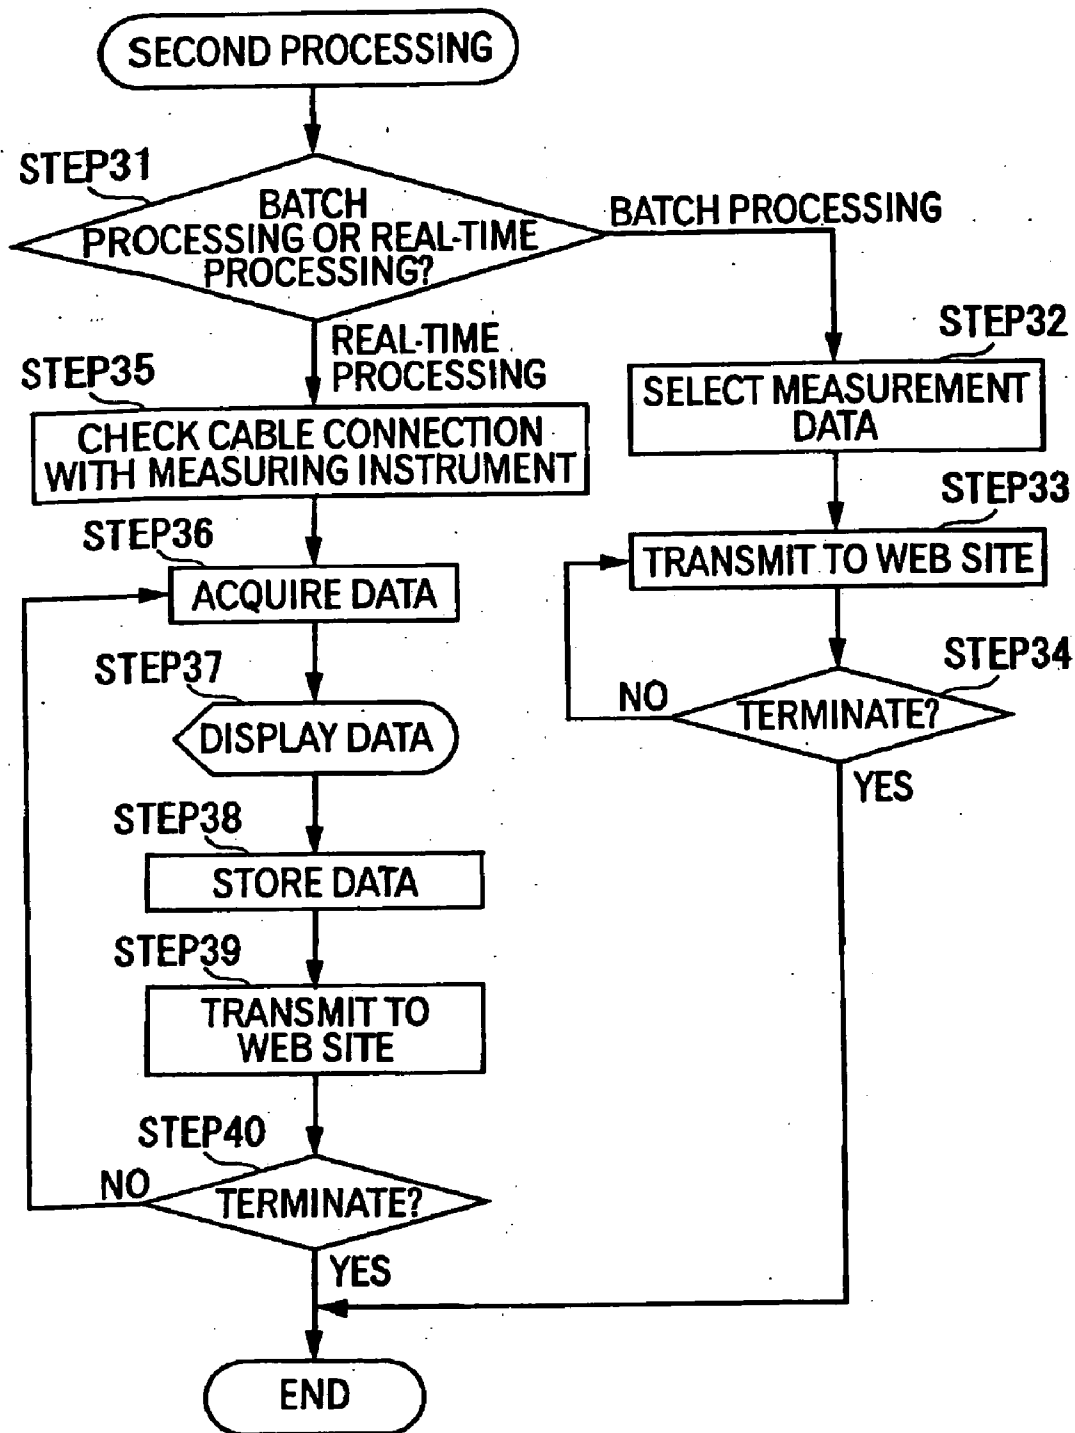 SECOND PROCESSING
STEP31
BATCH
PROCESSING OR REAL-TIME
PROCESSING?
BATCH PROCESSING
REAL-TIME
PROCESSING
STEP32
SELECT MEASUREMENT
DATA
STEP33
TRANSMIT TO WEB SITE
STEP34
TERMINATE?
NO
YES
STEP35
CHECK CABLE CONNECTION
WITH MEASURING INSTRUMENT
STEP36
ACQUIRE DATA
STEP37
DISPLAY DATA
STEP38
STORE DATA
STEP39
TRANSMIT TO
WEB SITE
STEP40
TERMINATE?
NO
YES
END